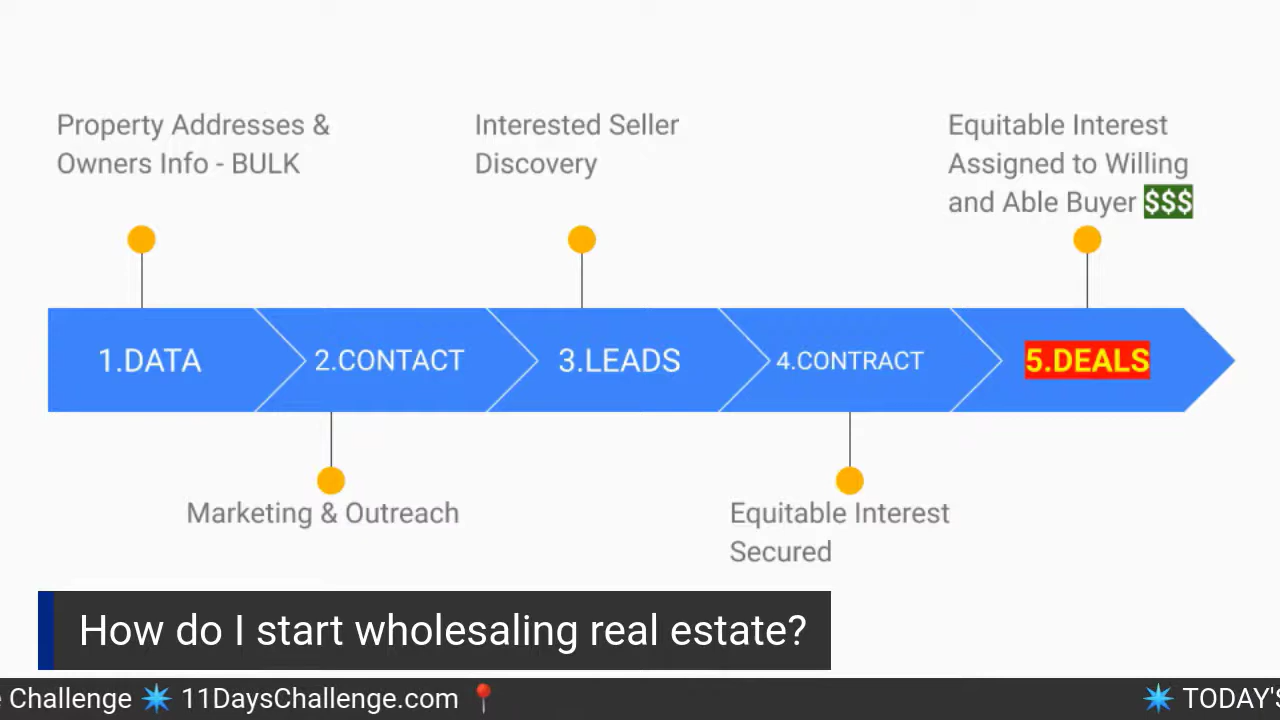 Property Addresses &
Owners Info - BULK
Interested Seller
Discovery
Equitable Interest
Assigned to Willing
and Able Buyer $$$
1.DATA
2.CONTACT
3.LEADS
4.CONTRACT
5.DEALS
Marketing & Outreach
Equitable Interest
Secured
How do I start wholesaling real estate?
e Challenge ✴️ 11DaysChallenge.com 📍 ✴️ TODAY'S